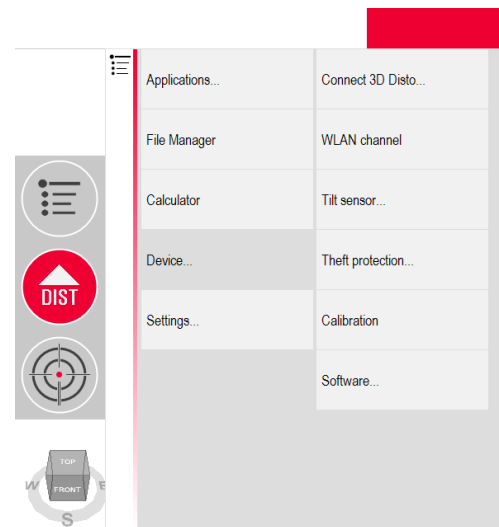 Applications...
Connect 3D Disto...
File Manager
WLAN channel
Calculator
Tilt sensor...
Device...
Theft protection...
DIST
Settings...
Calibration
Software...
TOP
W
FRONT
E
S